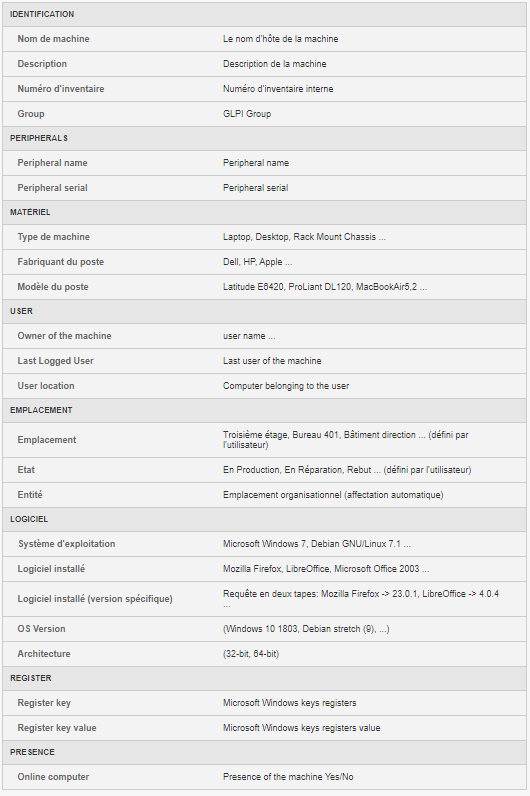 IDENTIFICATION
Nom de machine Le nom d'hôte de la machine
Description Description de la machine
Numéro d'inventaire Numéro d'inventaire interne
Group GLPI Group
PERIPHERALS
Peripheral name Peripheral name
Peripheral serial Peripheral serial
MATÉRIEL
Type de machine Laptop, Desktop, Rack Mount Chassis ...
Fabriquant du poste Dell, HP, Apple ...
Modèle du poste Latitude E6420, ProLiant DL120, MacBookAir5,2 ...
USER
Owner of the machine user name ...
Last Logged User Last user of the machine
User location Computer belonging to the user
EMPLACEMENT
Emplacement Troisième étage, Bureau 401, Bâtiment direction ... (défini par
l'utilisateur)
Etat En Production, En Réparation, Rebut ... (défini par l'utilisateur)
Entité Emplacement organisationnel (affectation automatique)
LOGICIEL
Système d'exploitation Microsoft Windows 7, Debian GNU/Linux 7.1 ...
Logiciel installé Mozilla Firefox, LibreOffice, Microsoft Office 2003 ...
Logiciel installé (version spécifique) Requête en deux tapes: Mozilla Firefox -> 23.0.1, LibreOffice -> 4.0.4
...
OS Version (Windows 10 1803, Debian stretch (9), ...)
Architecture (32-bit, 64-bit)
REGISTER
Register key Microsoft Windows keys registers
Register key value Microsoft Windows keys registers value
PRESENCE
Online computer Presence of the machine Yes/No